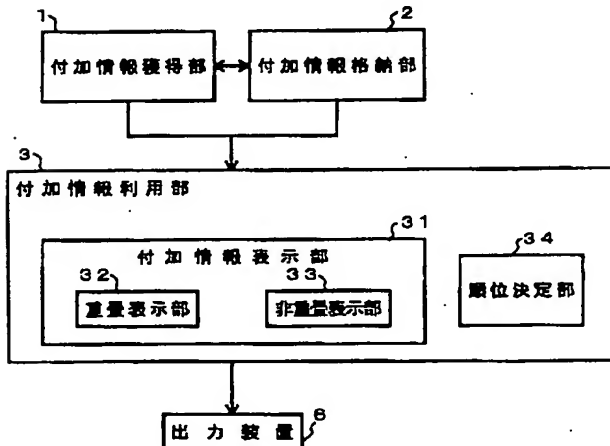 1
2
付加情報獲得部
付加情報格納部
3
付加情報利用部
31
付加情報表示部
32
重畳表示部
33
非重畳表示部
34
順位決定部
出力装置
6